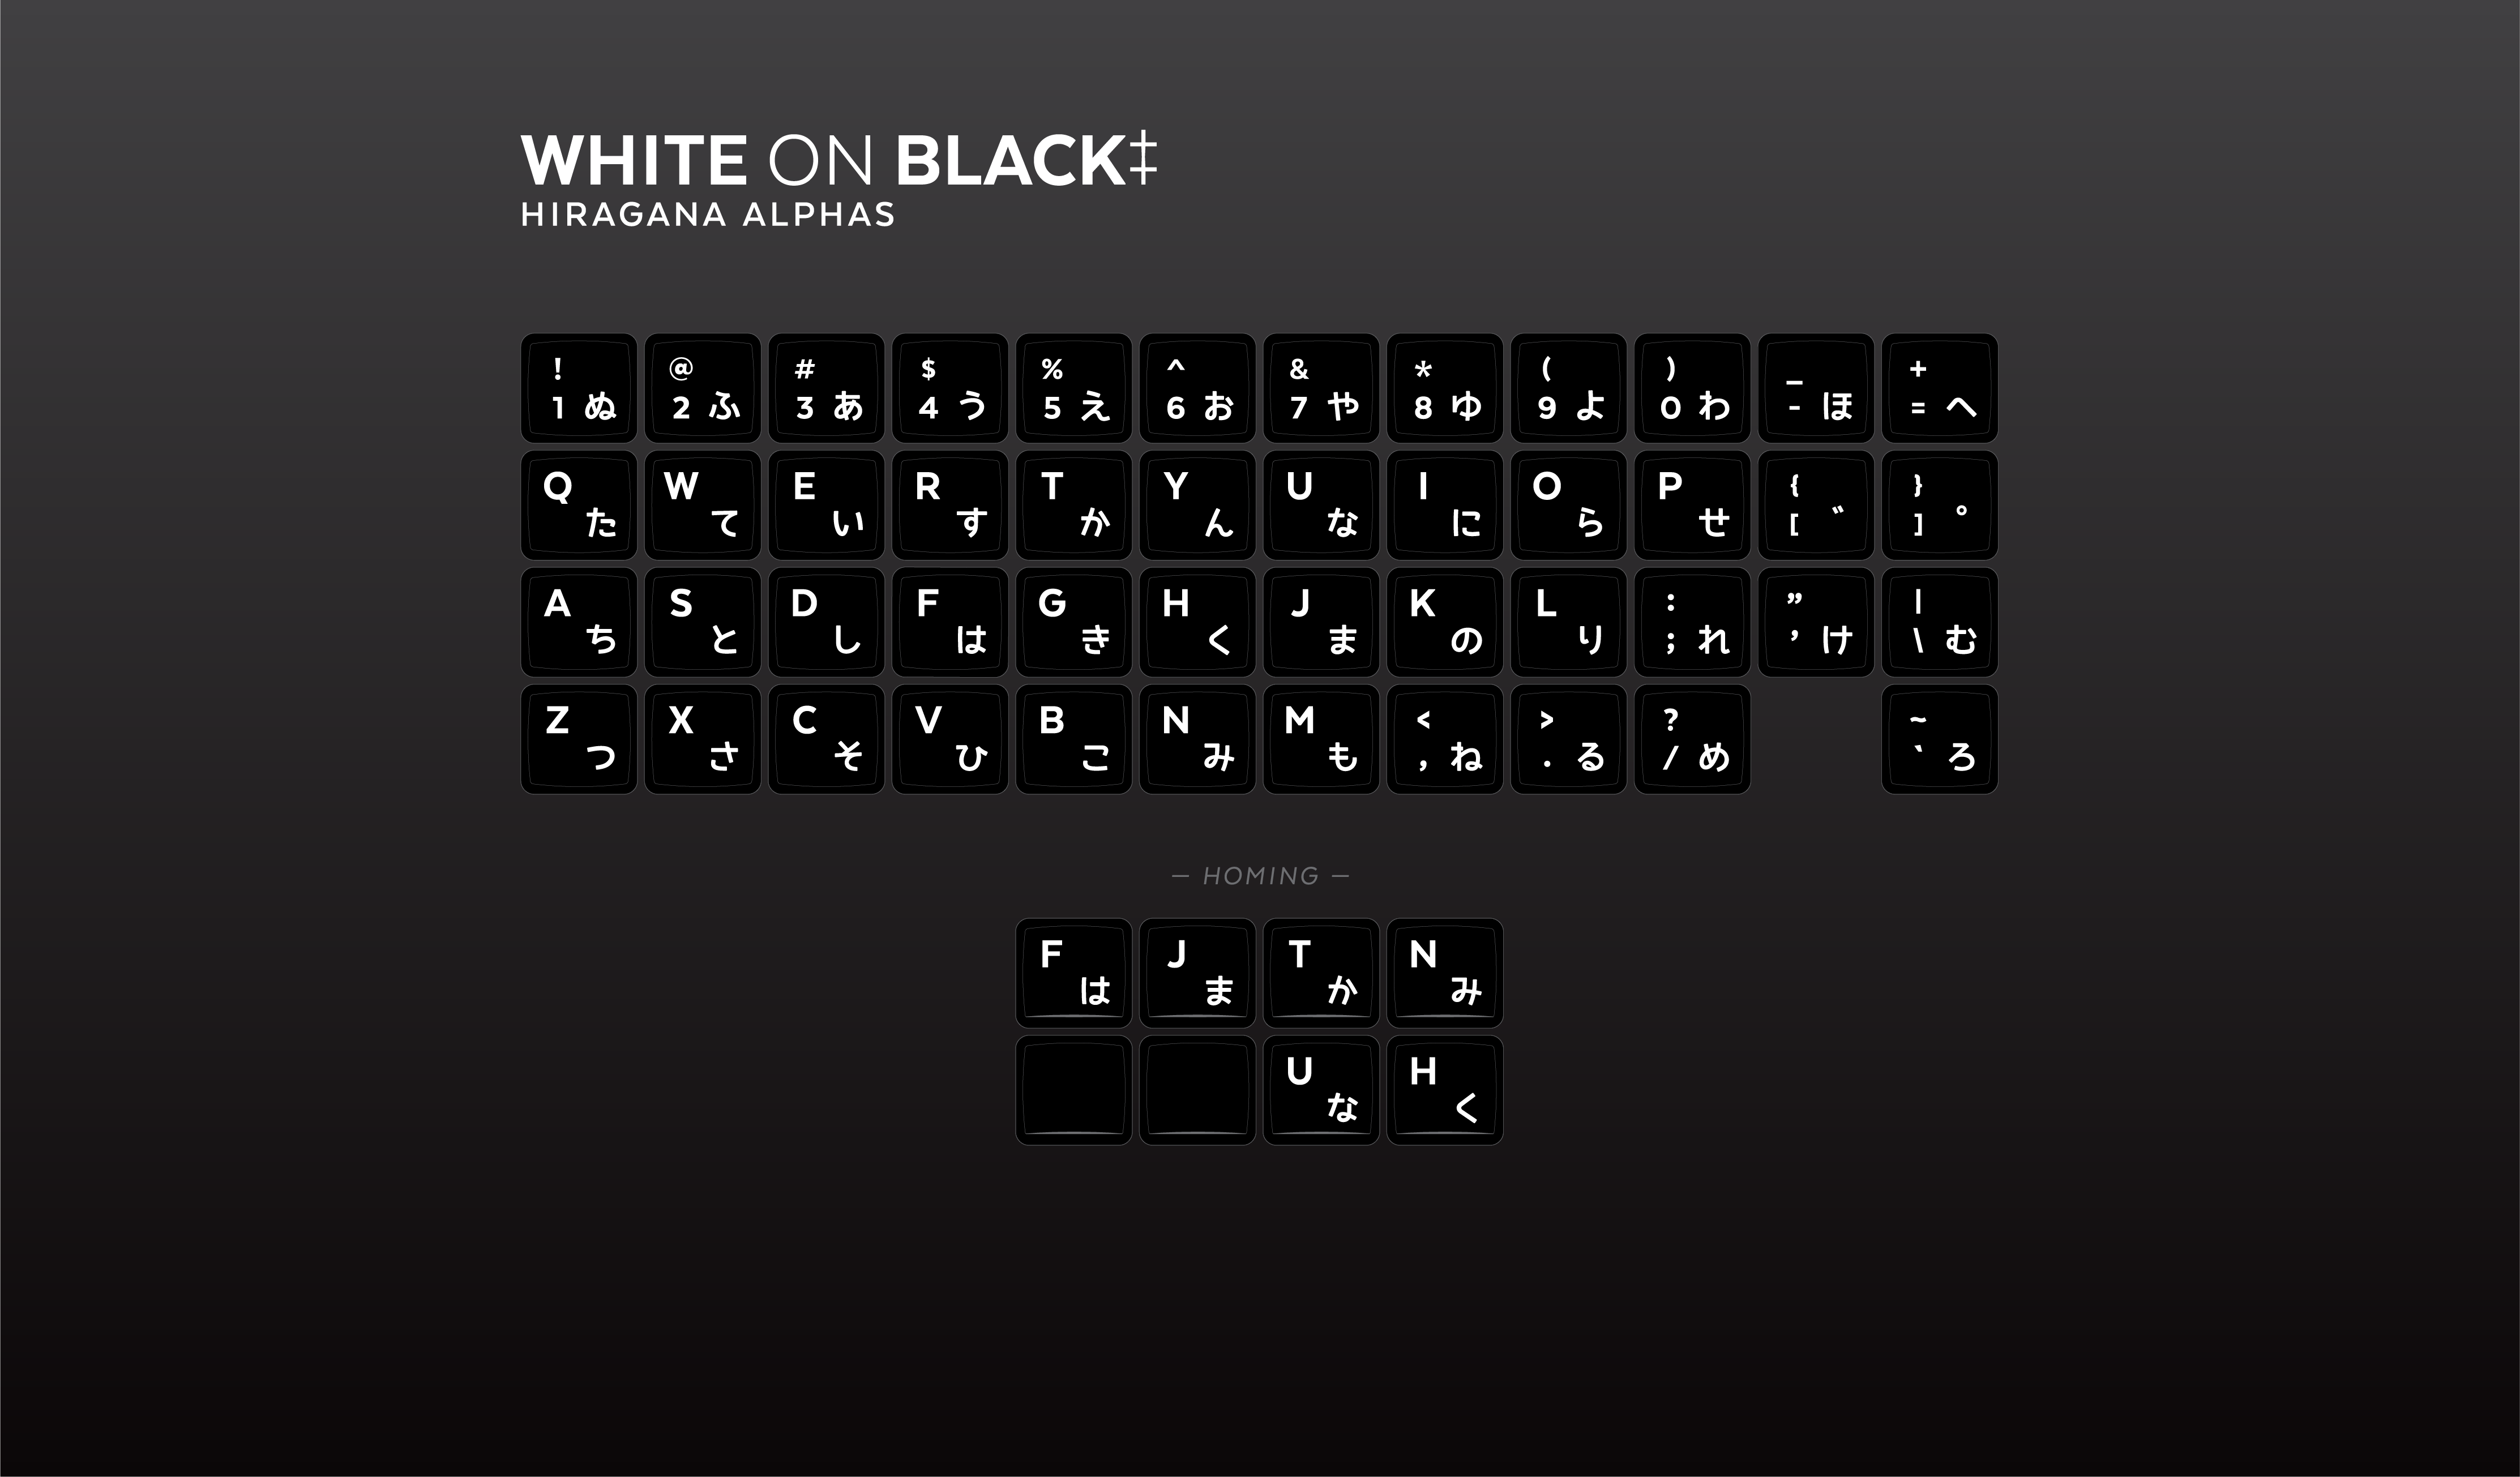 WHITE ON BLACK‡
HIRAGANA ALPHAS
! @ # $ % ^ & * ( ) _ +
1 ぬ 2 ふ 3 あ 4 う 5 え 6 お 7 や 8 ゆ 9 よ 0 わ - ほ = へ
Q W E R T Y U I O P { }
た て い す か ん な に ら せ [ ゛ ] ゜
A S D F G H J K L : ” |
ち と し は き く ま の り ; れ ’ け \ む
Z X C V B N M < > ? ~
つ さ そ ひ こ み も , ね . る / め ` ろ
— HOMING —
F J T N
は ま か み
U H
な く